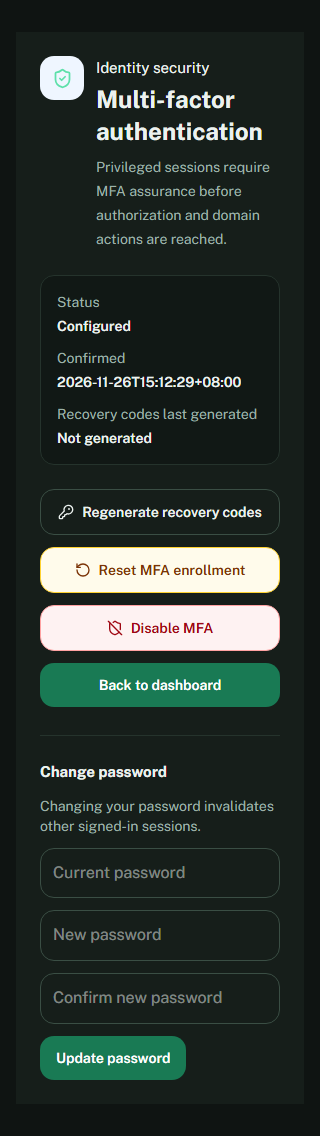 Identity security
Multi-factor
authentication
Privileged sessions require
MFA assurance before
authorization and domain
actions are reached.
Status
Configured
Confirmed
2026-11-26T15:12:29+08:00
Recovery codes last generated
Not generated
Regenerate recovery codes
Reset MFA enrollment
Disable MFA
Back to dashboard
Change password
Changing your password invalidates
other signed-in sessions.
Current password
New password
Confirm new password
Update password